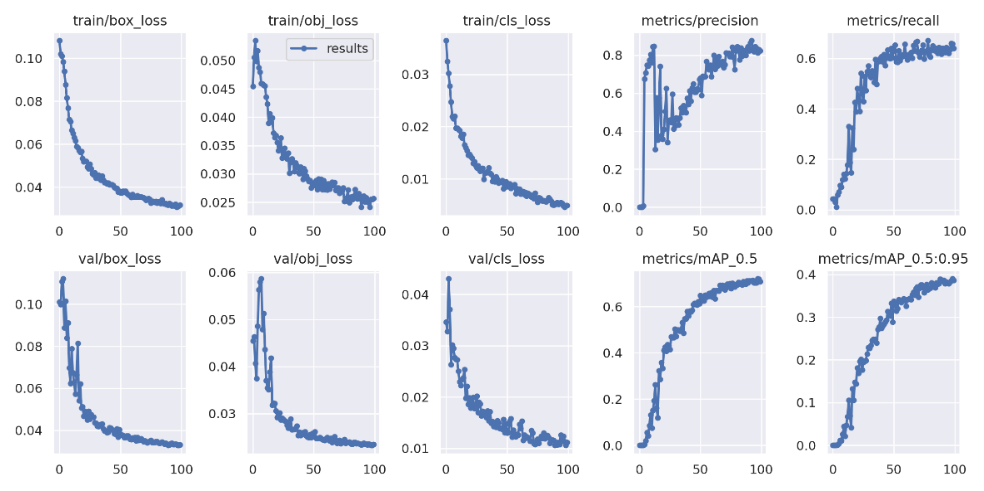 train/box_loss
train/obj_loss
train/cls_loss
metrics/precision
metrics/recall
0.10
0.08
0.06
0.04
0 50 100
results
0.050
0.045
0.040
0.035
0.030
0.025
0 50 100
0.03
0.02
0.01
0 50 100
0.8
0.6
0.4
0.2
0.0
0 50 100
0.6
0.4
0.2
0.0
0 50 100
val/box_loss
val/obj_loss
val/cls_loss
metrics/mAP_0.5
metrics/mAP_0.5:0.95
0.10
0.08
0.06
0.04
0 50 100
0.06
0.05
0.04
0.03
0 50 100
0.04
0.03
0.02
0.01
0 50 100
0.6
0.4
0.2
0.0
0 50 100
0.4
0.3
0.2
0.1
0.0
0 50 100